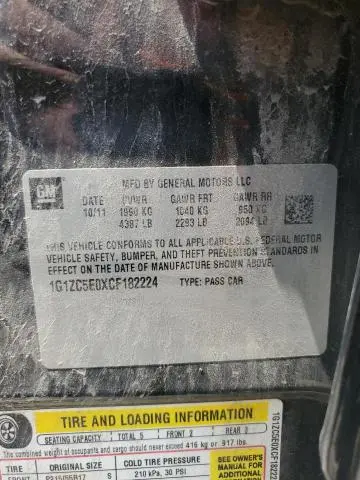 GM
MFD BY GENERAL MOTORS LLC
DATE GVWR GAWR FRT GAWR RR
10/11 1990 KG 1040 KG 950 KG
4387 LB 2293 LB 2094 LB
THIS VEHICLE CONFORMS TO ALL APPLICABLE U.S. FEDERAL MOTOR
VEHICLE SAFETY, BUMPER, AND THEFT PREVENTION STANDARDS
IN EFFECT ON THE DATE OF MANUFACTURE SHOWN ABOVE.
1G1ZC5E0XCF182224 TYPE: PASS CAR
TIRE AND LOADING INFORMATION
SEATING CAPACITY TOTAL 5 FRONT 2 REAR 3
The combined weight of occupants and cargo should never exceed 416 kg or 917 lbs.
TIRE ORIGINAL SIZE COLD TIRE PRESSURE
FRONT P215/55R17 S 210 kPa, 30 PSI
SEE OWNER'S
MANUAL FOR
ADDITIONAL
1G1ZC5E0XCF182224